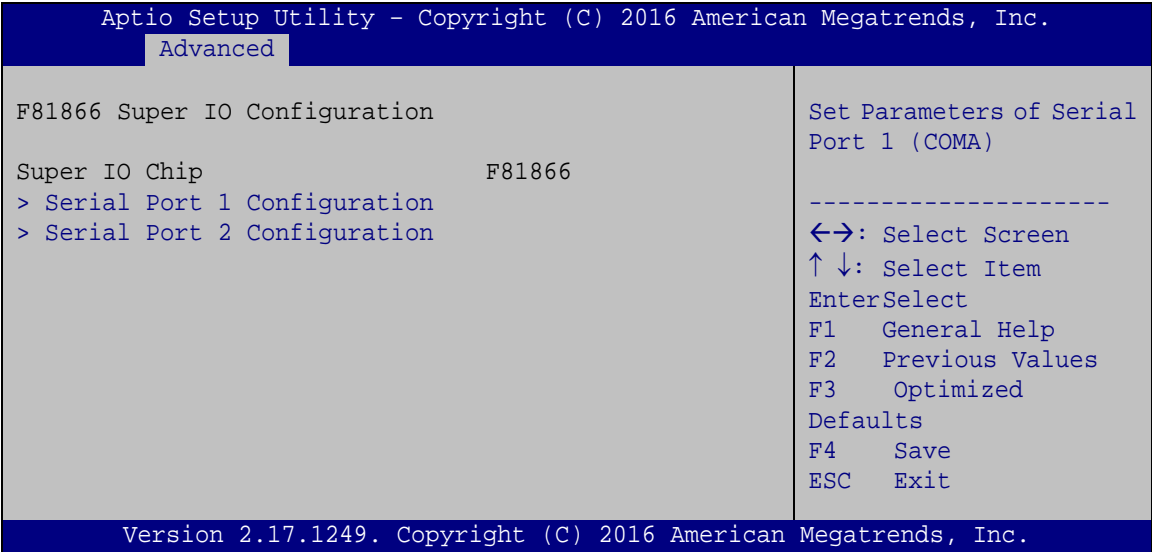 Aptio Setup Utility – Copyright (C) 2016 American Megatrends, Inc.
Advanced
F81866 Super IO Configuration
Super IO Chip F81866
> Serial Port 1 Configuration
> Serial Port 2 Configuration
Set Parameters of Serial
Port 1 (COMA)
---------------------
←→: Select Screen
↑ ↓: Select Item
EnterSelect
F1 General Help
F2 Previous Values
F3 Optimized
Defaults
F4 Save
ESC Exit
Version 2.17.1249. Copyright (C) 2016 American Megatrends, Inc.